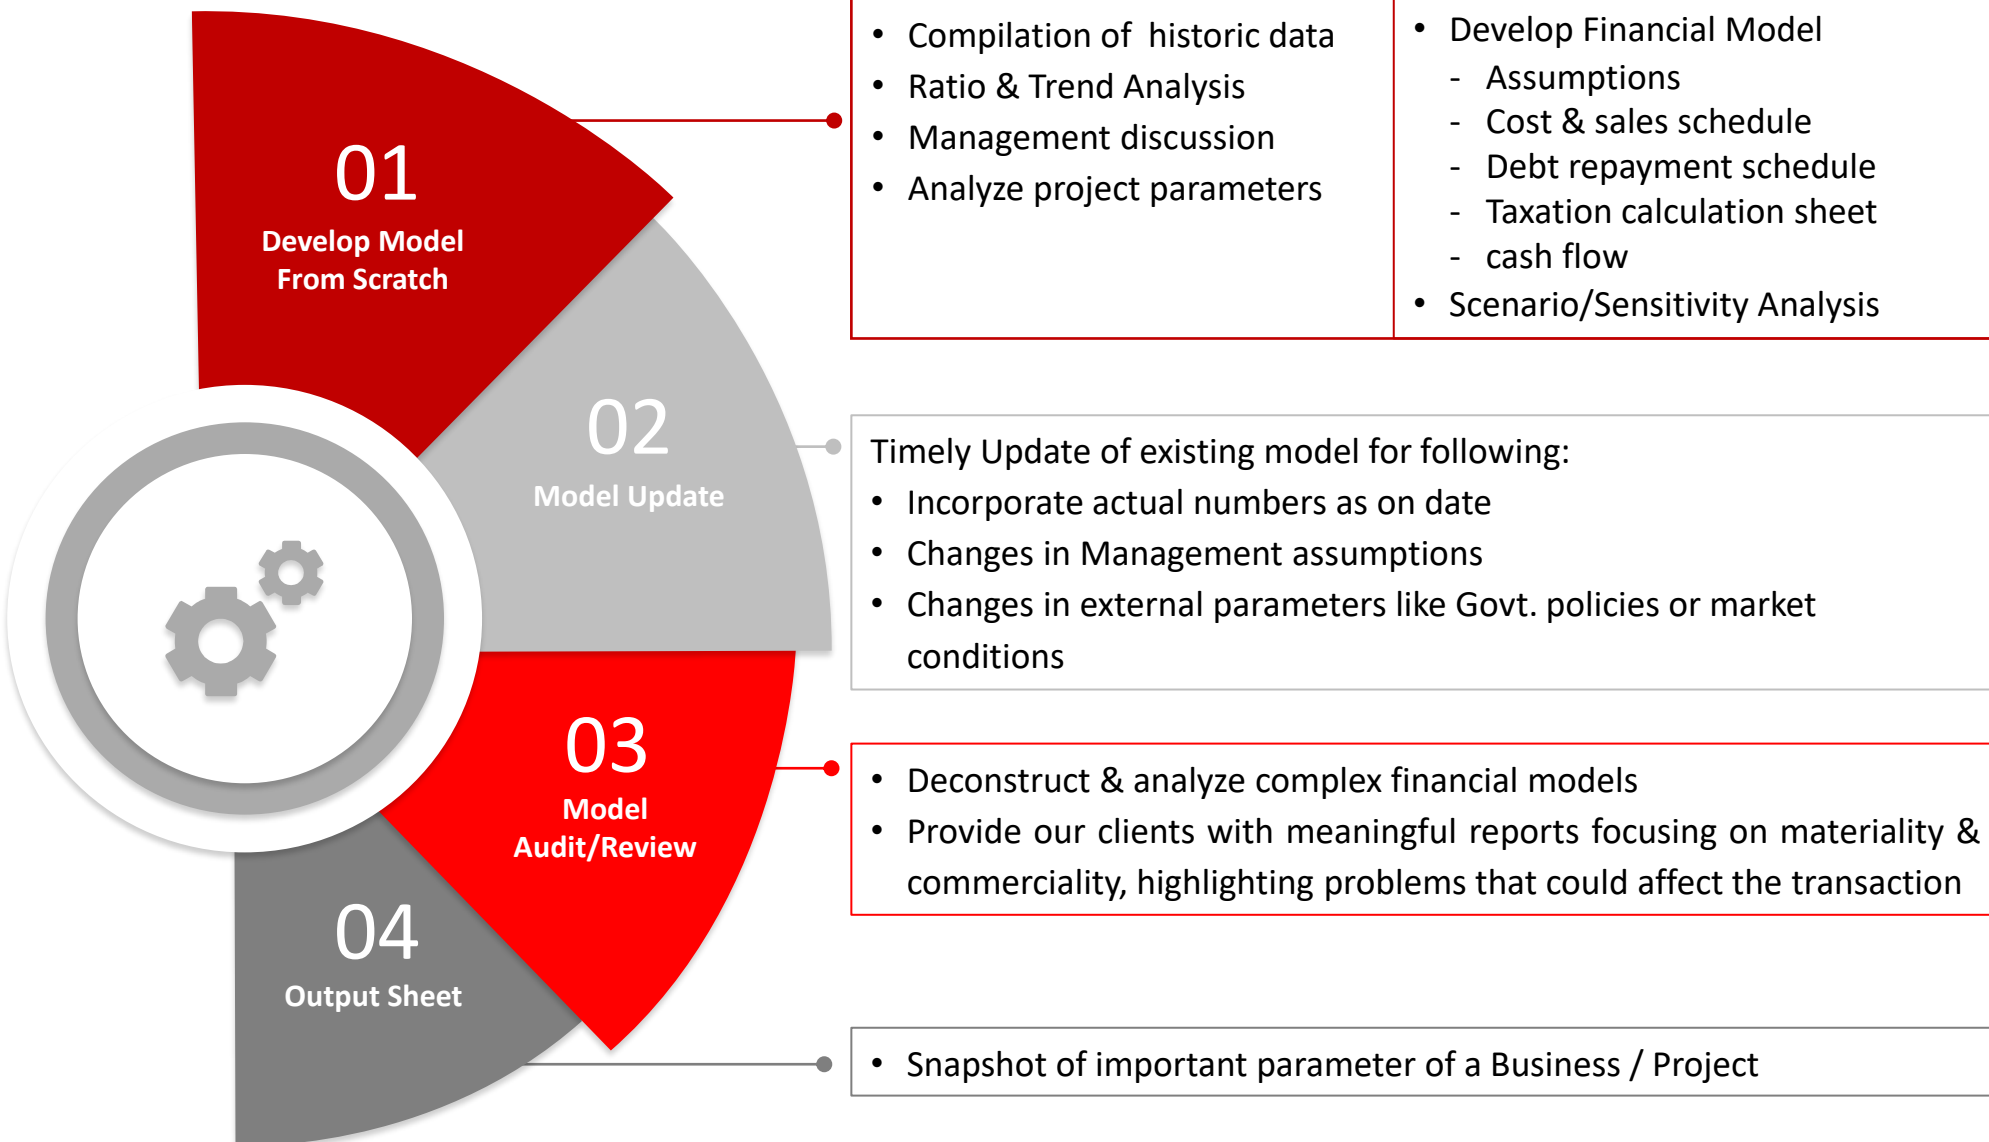 01
Develop Model
From Scratch
• Compilation of  historic data
• Ratio & Trend Analysis
• Management discussion
• Analyze project parameters
• Develop Financial Model
- Assumptions
- Cost & sales schedule
- Debt repayment schedule
- Taxation calculation sheet
- cash flow
• Scenario/Sensitivity Analysis
02
Model Update
Timely Update of existing model for following:
• Incorporate actual numbers as on date
• Changes in Management assumptions
• Changes in external parameters like Govt. policies or market
conditions
03
Model
Audit/Review
• Deconstruct & analyze complex financial models
• Provide our clients with meaningful reports focusing on materiality &
commerciality, highlighting problems that could affect the transaction
04
Output Sheet
• Snapshot of important parameter of a Business / Project